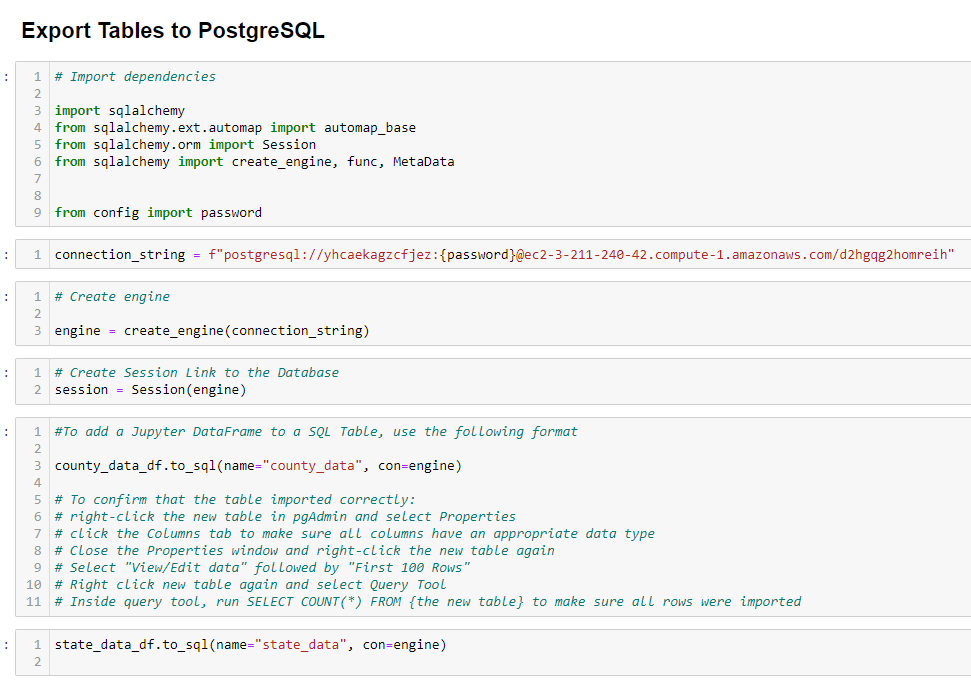 Export Tables to PostgreSQL
:
1 # Import dependencies
2
3 import sqlalchemy
4 from sqlalchemy.ext.automap import automap_base
5 from sqlalchemy.orm import Session
6 from sqlalchemy import create_engine, func, MetaData
7
8
9 from config import password
:
1 connection_string = f"postgresql://yhcaekagzcfjez:{password}@ec2-3-211-240-42.compute-1.amazonaws.com/d2hgqg2homreih"
:
1 # Create engine
2
3 engine = create_engine(connection_string)
:
1 # Create Session Link to the Database
2 session = Session(engine)
:
1 #To add a Jupyter DataFrame to a SQL Table, use the following format
2
3 county_data_df.to_sql(name="county_data", con=engine)
4
5 # To confirm that the table imported correctly:
6 # right-click the new table in pgAdmin and select Properties
7 # click the Columns tab to make sure all columns have an appropriate data type
8 # Close the Properties window and right-click the new table again
9 # Select "View/Edit data" followed by "First 100 Rows"
10 # Right click new table again and select Query Tool
11 # Inside query tool, run SELECT COUNT(*) FROM {the new table} to make sure all rows were imported
:
1 state_data_df.to_sql(name="state_data", con=engine)
2